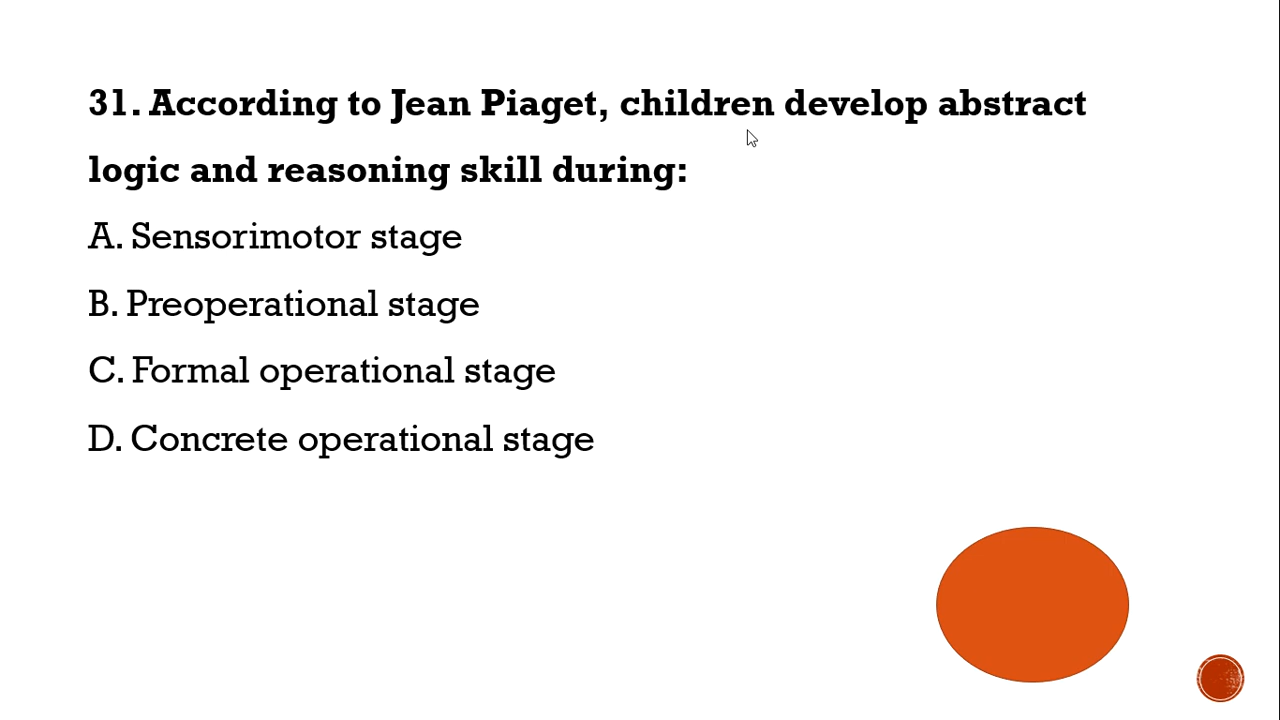 31. According to Jean Piaget, children develop abstract
logic and reasoning skill during:
A. Sensorimotor stage
B. Preoperational stage
C. Formal operational stage
D. Concrete operational stage